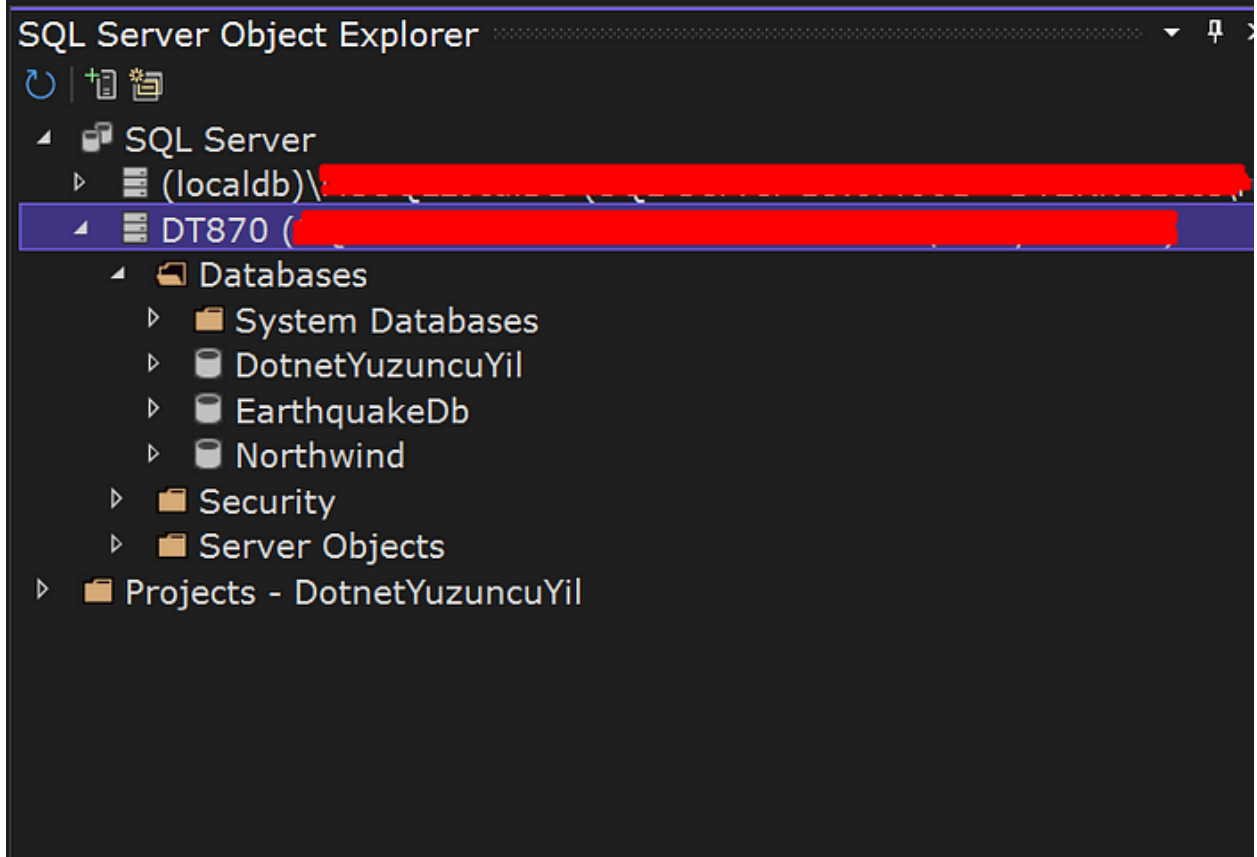 SQL Server Object Explorer
SQL Server
(localdb)\
DT870 (
Databases
System Databases
DotnetYuzuncuYil
EarthquakeDb
Northwind
Security
Server Objects
Projects - DotnetYuzuncuYil